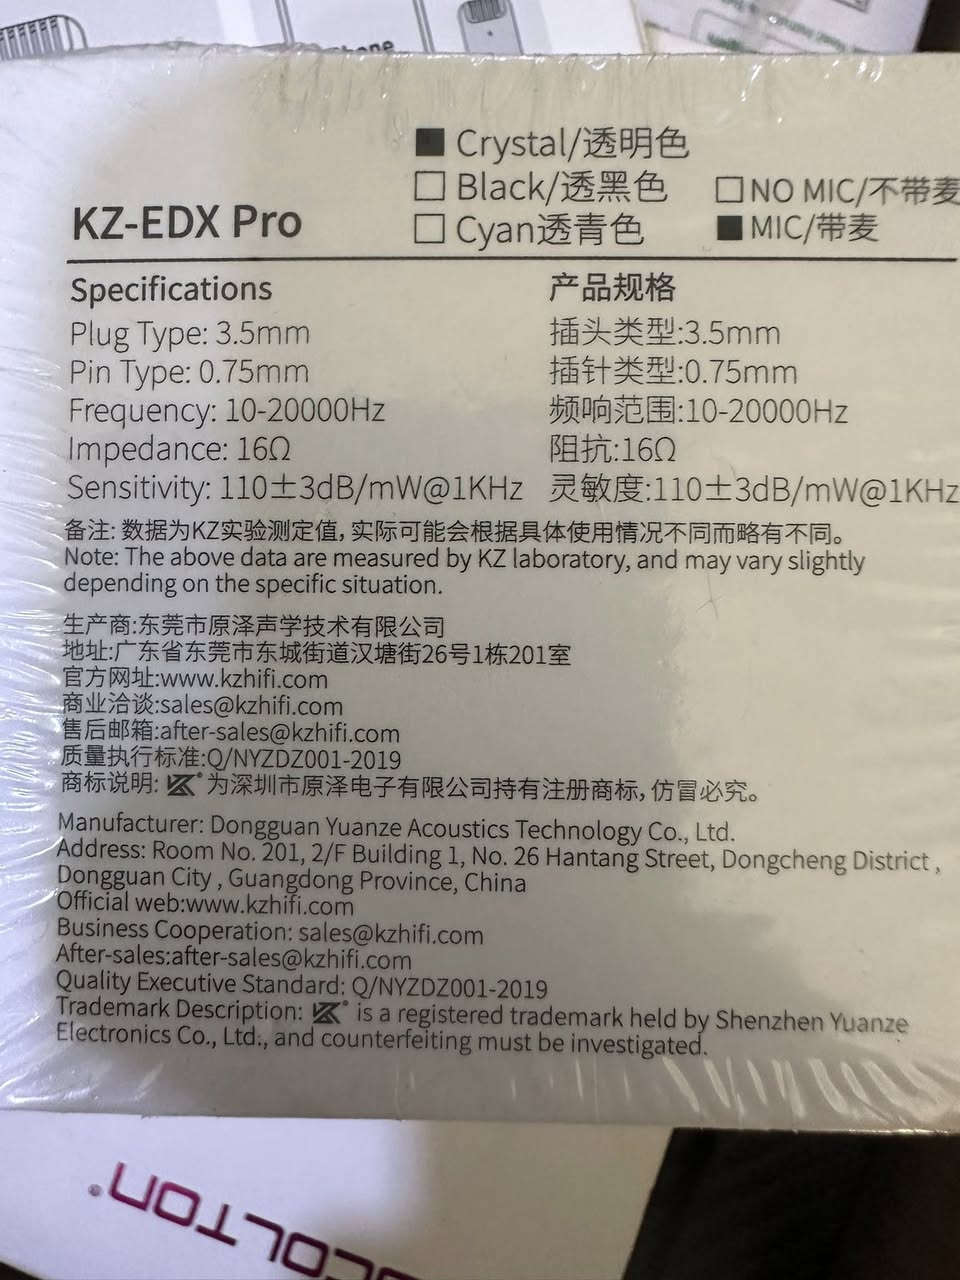 phone
Crystal/透明色
Black/透黑色
Cyan透青色
NO MIC/不带麦
MIC/带麦
KZ-EDX Pro
Specifications
Plug Type: 3.5mm
Pin Type: 0.75mm
Frequency: 10-20000Hz
Impedance: 16Ω
Sensitivity: 110±3dB/mW@1KHz
产品规格
插头类型:3.5mm
插针类型:0.75mm
频响范围:10-20000Hz
阻抗:16Ω
灵敏度:110±3dB/mW@1KHz
备注: 数据为KZ实验测定值, 实际可能会根据具体使用情况不同而略有不同。
Note: The above data are measured by KZ laboratory, and may vary slightly
depending on the specific situation.
生产商:东莞市原泽声学技术有限公司
地址:广东省东莞市东城街道汉塘街26号1栋201室
官方网址:www.kzhifi.com
商业洽谈:sales@kzhifi.com
售后邮箱:after-sales@kzhifi.com
质量执行标准:Q/NYZDZ001-2019
商标说明: KZ® 为深圳市原泽电子有限公司持有注册商标, 仿冒必究。
Manufacturer: Dongguan Yuanze Acoustics Technology Co., Ltd.
Address: Room No. 201, 2/F Building 1, No. 26 Hantang Street, Dongcheng District ,
Dongguan City , Guangdong Province, China
Official web:www.kzhifi.com
Business Cooperation: sales@kzhifi.com
After-sales:after-sales@kzhifi.com
Quality Executive Standard: Q/NYZDZ001-2019
Trademark Description: KZ® is a registered trademark held by Shenzhen Yuanze
Electronics Co., Ltd., and counterfeiting must be investigated.